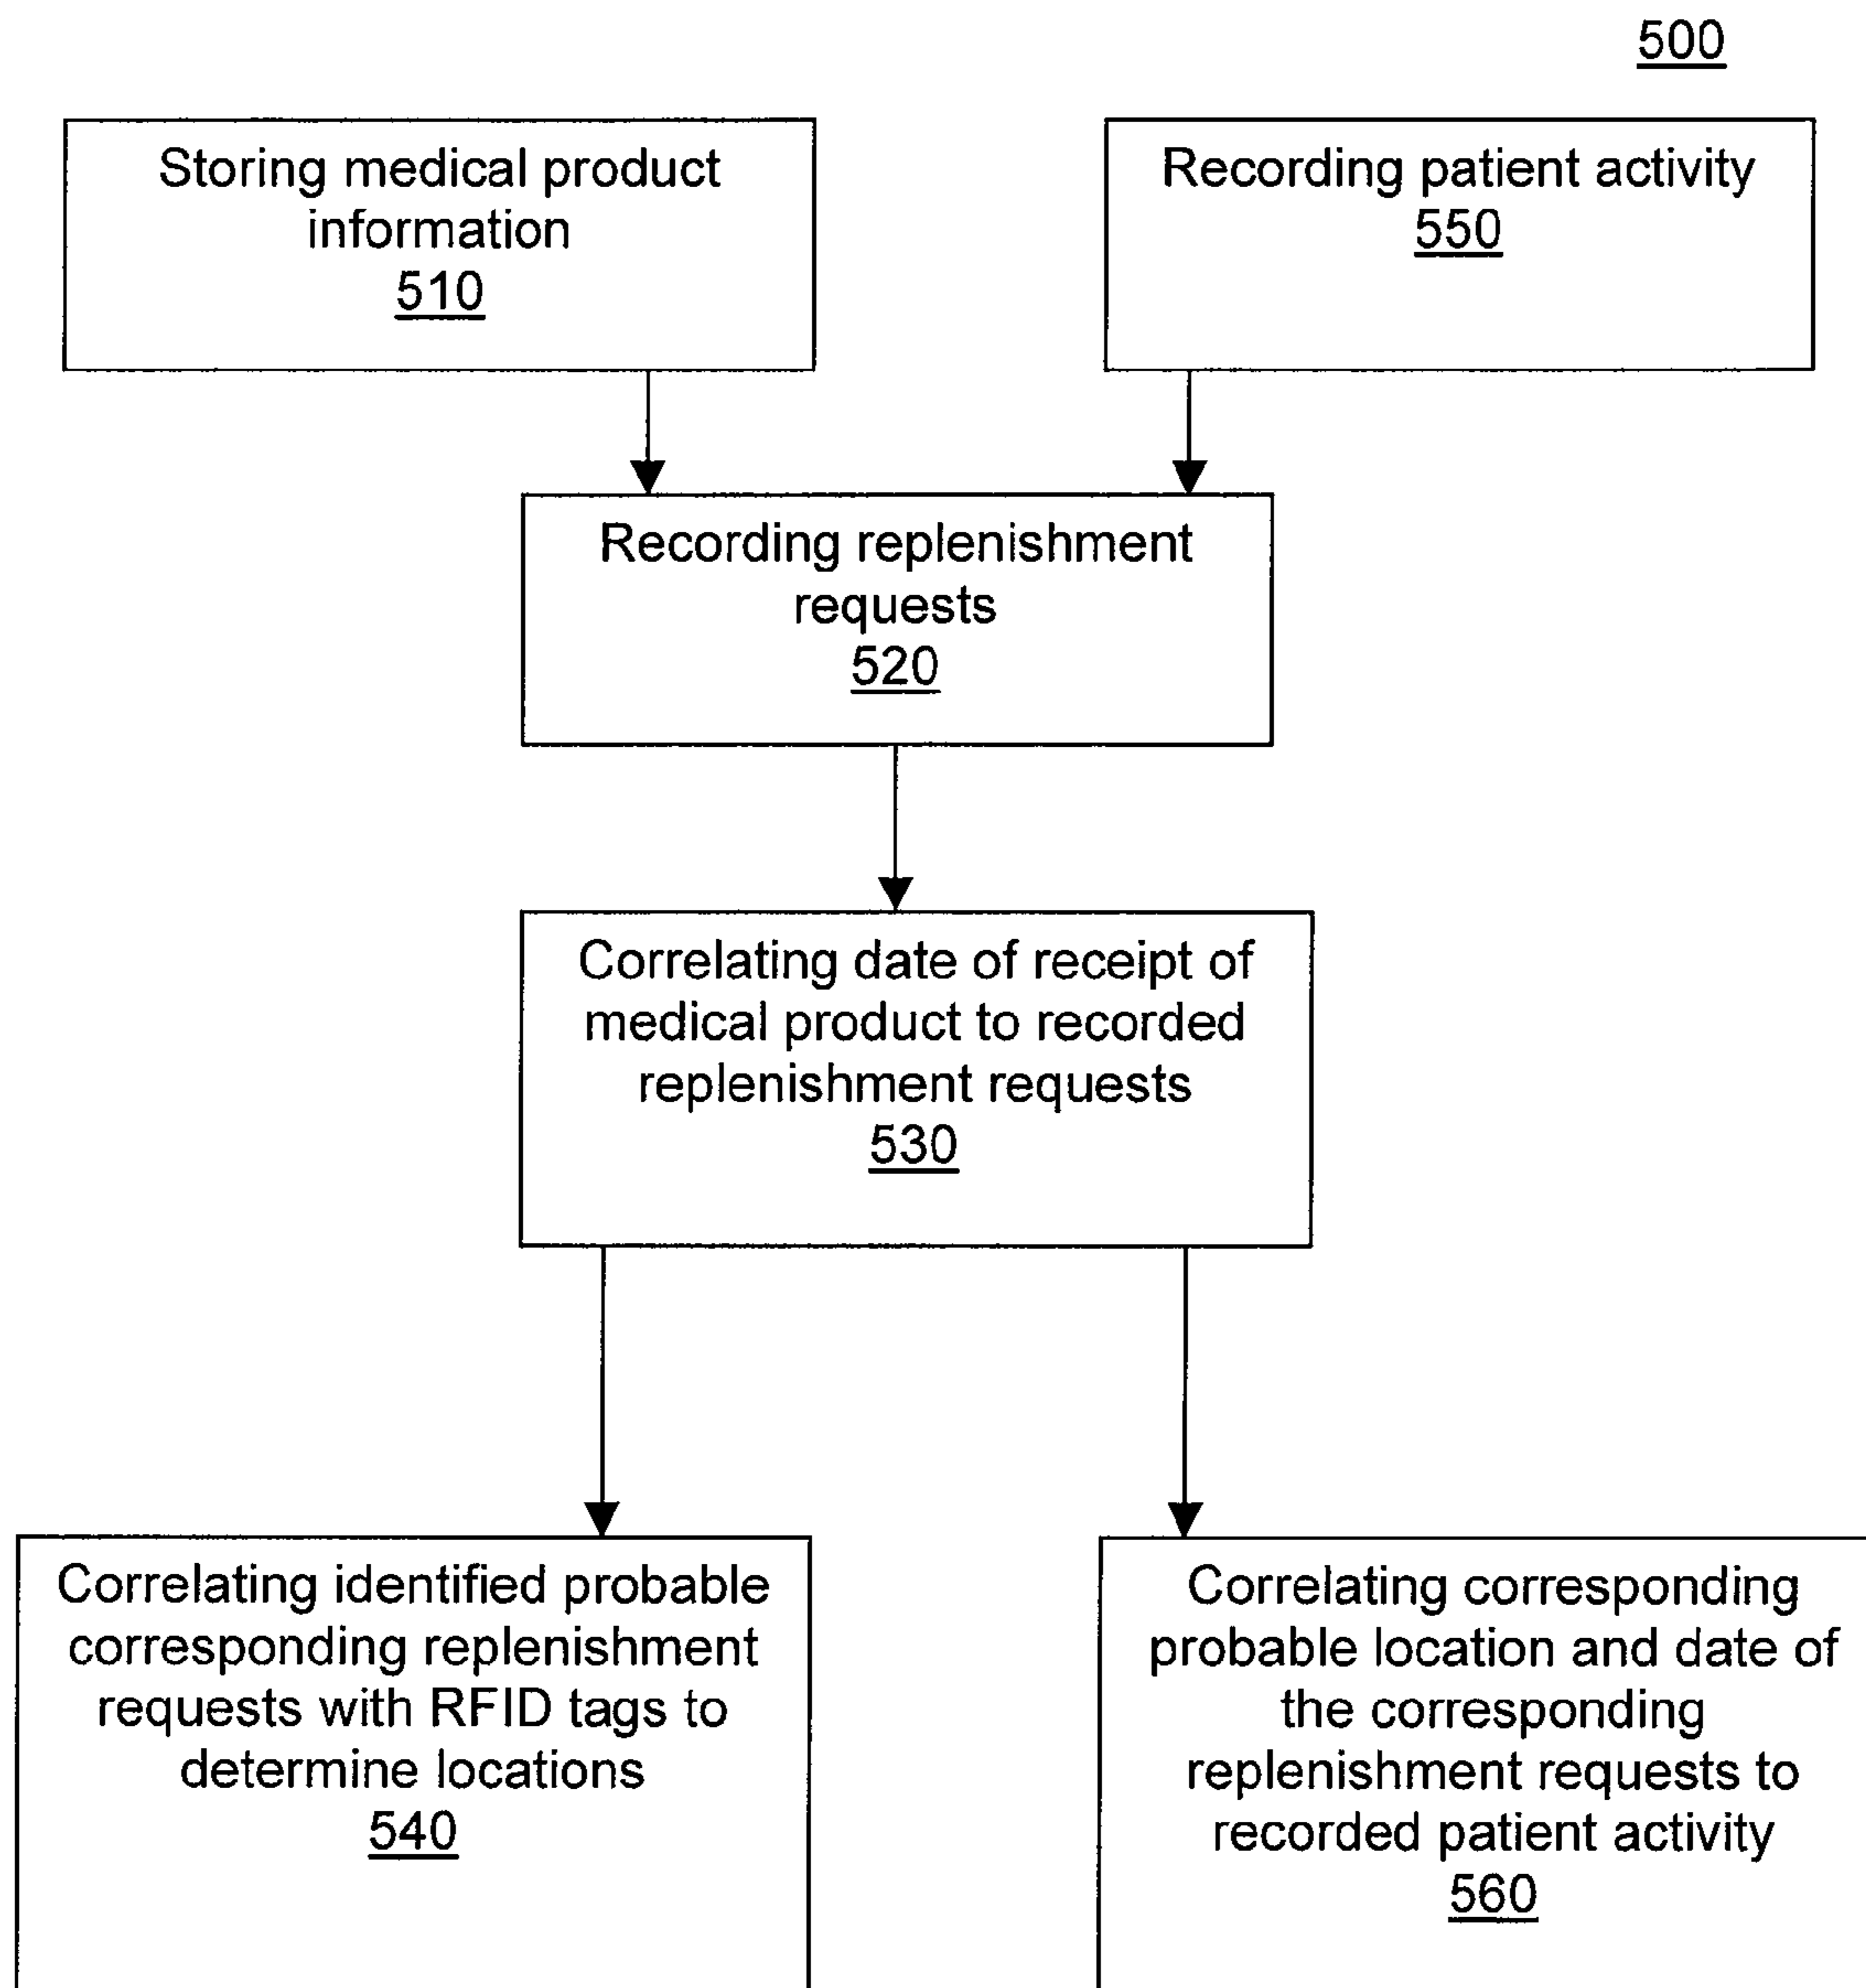 500
Storing medical product
information
510
Recording patient activity
550
Recording replenishment
requests
520
Correlating date of receipt of
medical product to recorded
replenishment requests
530
Correlating identified probable
corresponding replenishment
requests with RFID tags to
determine locations
540
Correlating corresponding
probable location and date of
the corresponding
replenishment requests to
recorded patient activity
560